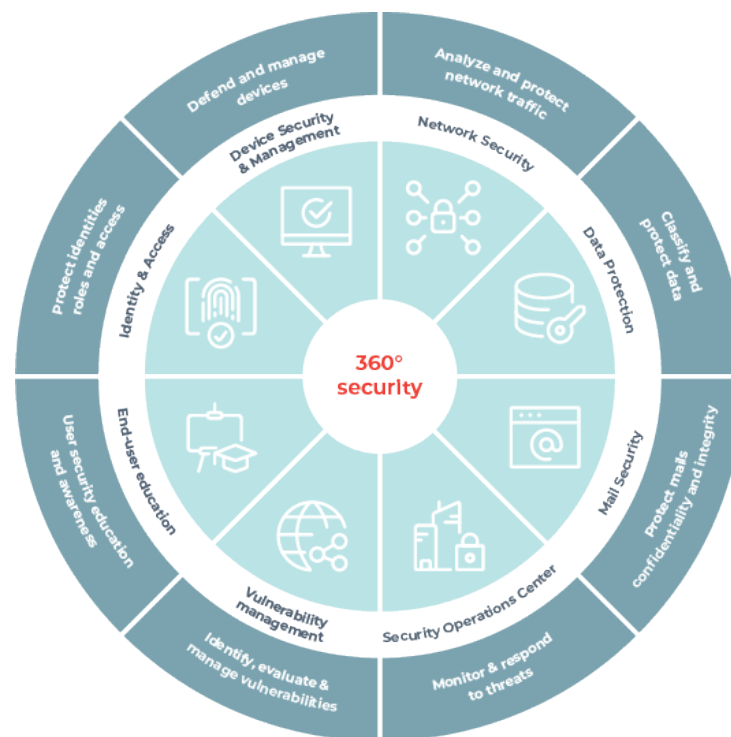 Defend and manage
devices
Analyze and protect
network traffic
Device Security
& Management
Network Security
Protect identities
roles and access
Identity & Access
Data Protection
Classify and
protect data
360°
security
User security education
and awareness
End-user education
Mail Security
Protect mails
confidentiality and integrity
Vulnerability
management
Security Operations Center
Identify, evaluate &
manage vulnerabilities
Monitor & respond
to threats